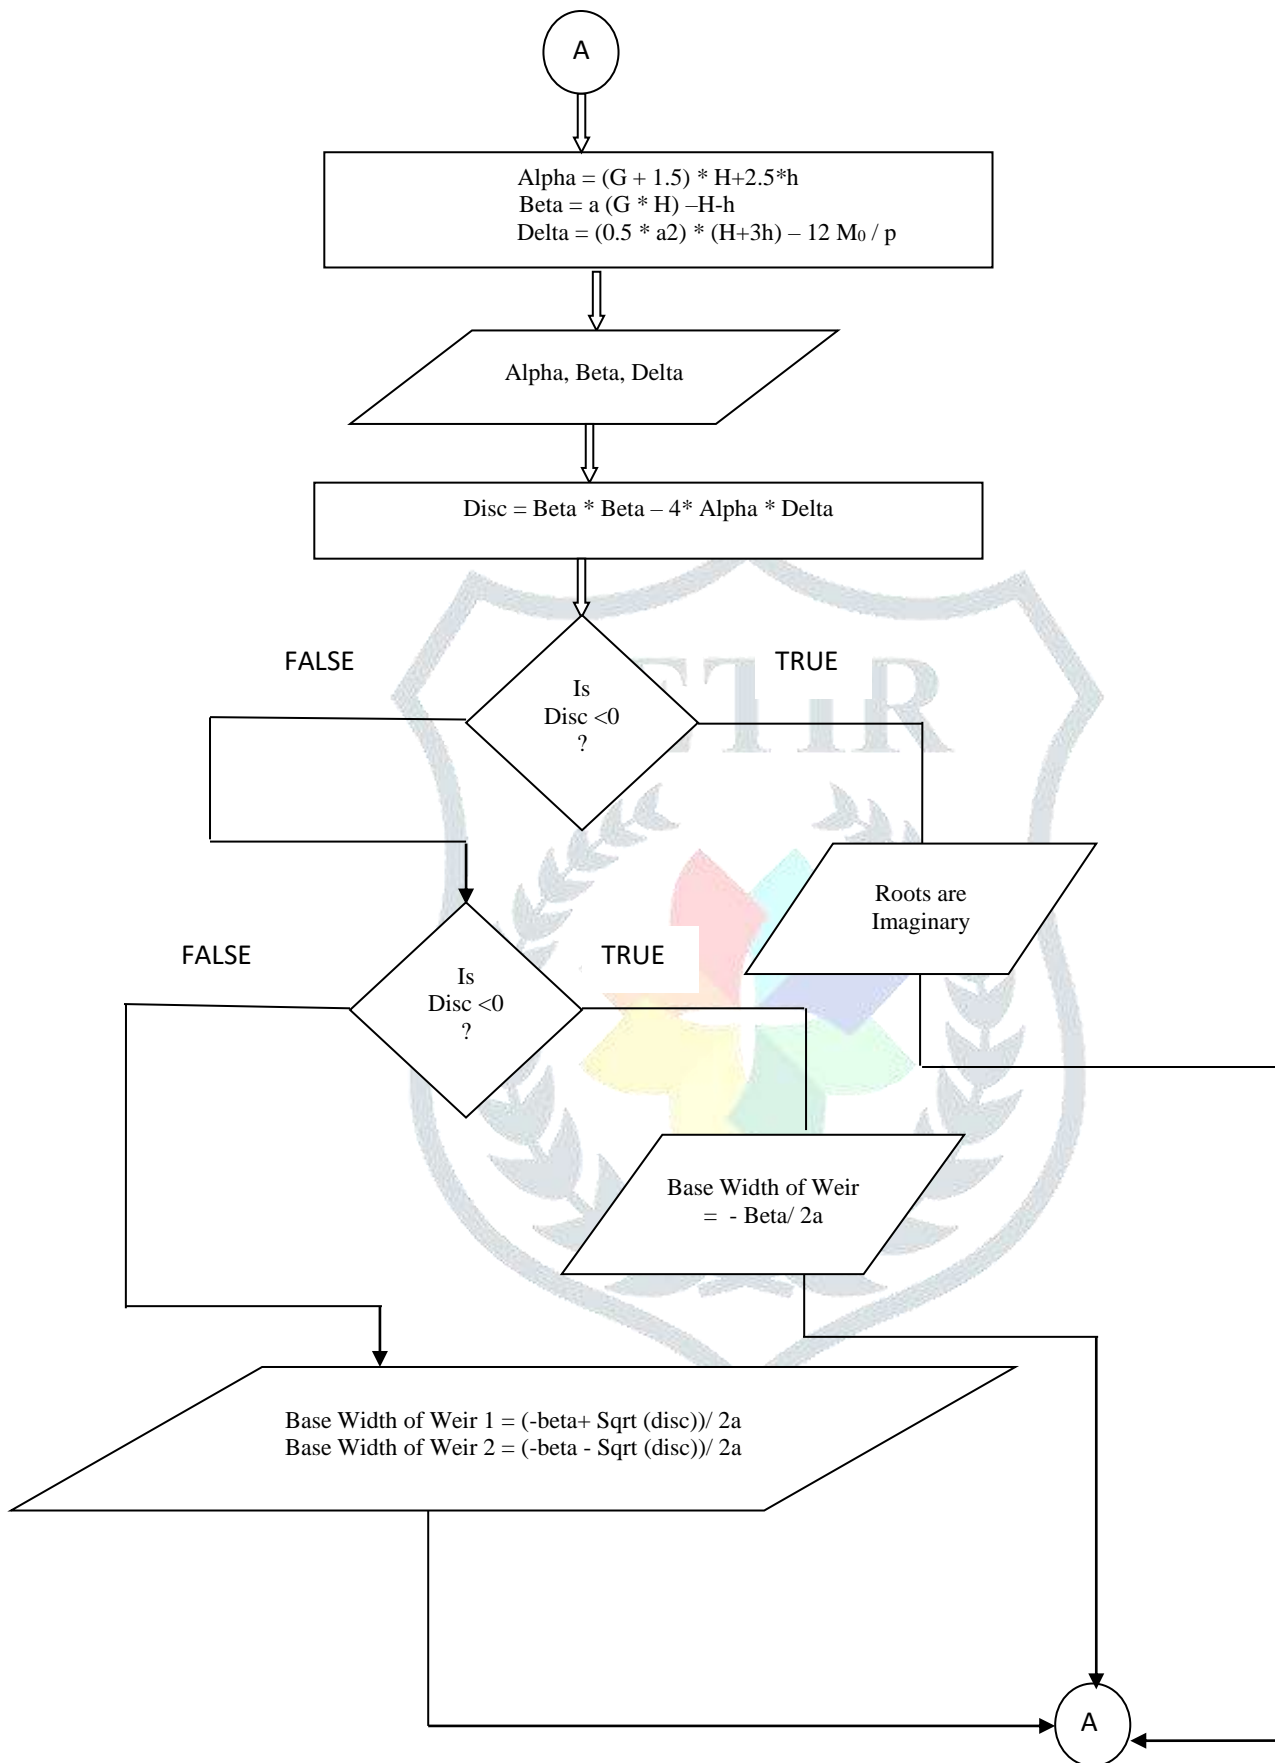 A
Alpha = (G + 1.5) * H+2.5*h
Beta = a (G * H) –H-h
Delta = (0.5 * a2) * (H+3h) – 12 M₀ / p
Alpha, Beta, Delta
Disc = Beta * Beta – 4* Alpha * Delta
FALSE
TRUE
Is
Disc <0
?
Roots are
Imaginary
FALSE
TRUE
Is
Disc <0
?
Base Width of Weir
= - Beta/ 2a
Base Width of Weir 1 = (-beta+ Sqrt (disc))/ 2a
Base Width of Weir 2 = (-beta - Sqrt (disc))/ 2a
A